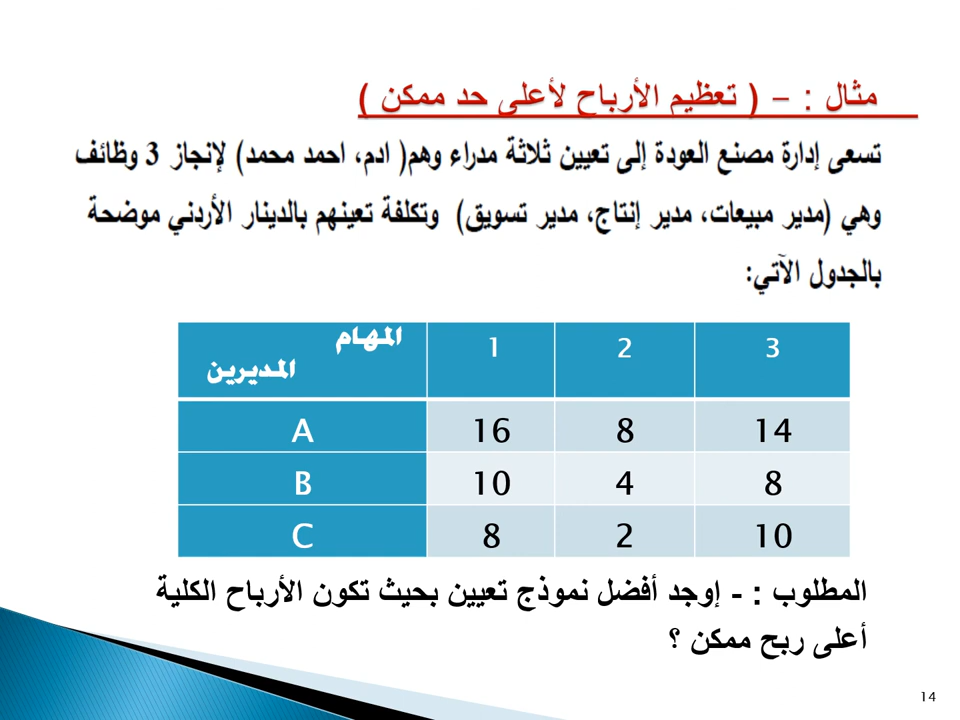 مثال : - ( تعظيم الأرباح لأعلى حد ممكن )
تسعى إدارة مصنع العودة إلى تعيين ثلاثة مدراء وهم( ادم، احمد محمد) لإنجاز 3 وظائف
وهي (مدير مبيعات، مدير إنتاج، مدير تسويق) وتكلفة تعينهم بالدينار الأردني موضحة
بالجدول الآتي:
المهام
المديرين
1 2 3
A 16 8 14
B 10 4 8
C 8 2 10
المطلوب : - إوجد أفضل نموذج تعيين بحيث تكون الأرباح الكلية
أعلى ربح ممكن ؟
14